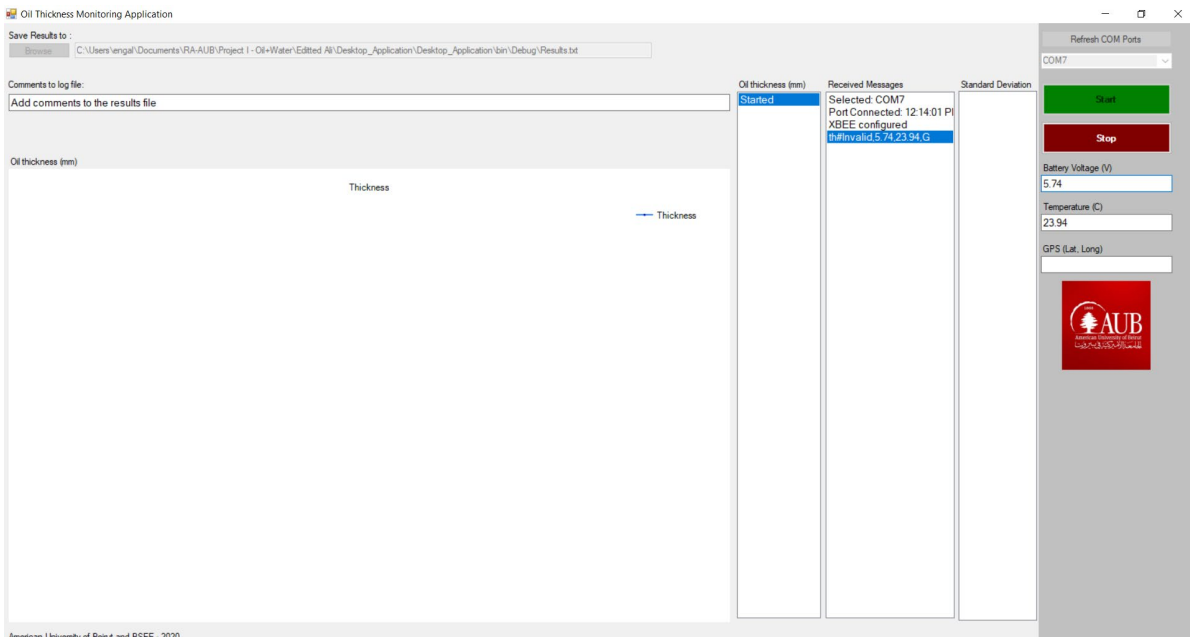 Oil Thickness Monitoring Application
Save Results to :
Browse
C:\Users\engal\Documents\RA-AUB\Project I - Oil+Water\Editted Ali\Desktop_Application\Desktop_Application\bin\Debug\Results.txt
Comments to log file:
Add comments to the results file
Oil thickness (mm)
Thickness
Thickness
Oil thickness (mm)
Started
Received Messages
Selected: COM7
Port Connected: 12:14:01 P
XBEE configured
th#Invalid,5.74,23.94,G
Standard Deviation
Refresh COM Ports
COM7
Start
Stop
Battery Voltage (V)
5.74
Temperature (C)
23.94
GPS (Lat, Long)
AUB
American University of Beirut
الجامعة الأميركية في بيروت
American University of Beirut and BSEE - 2020